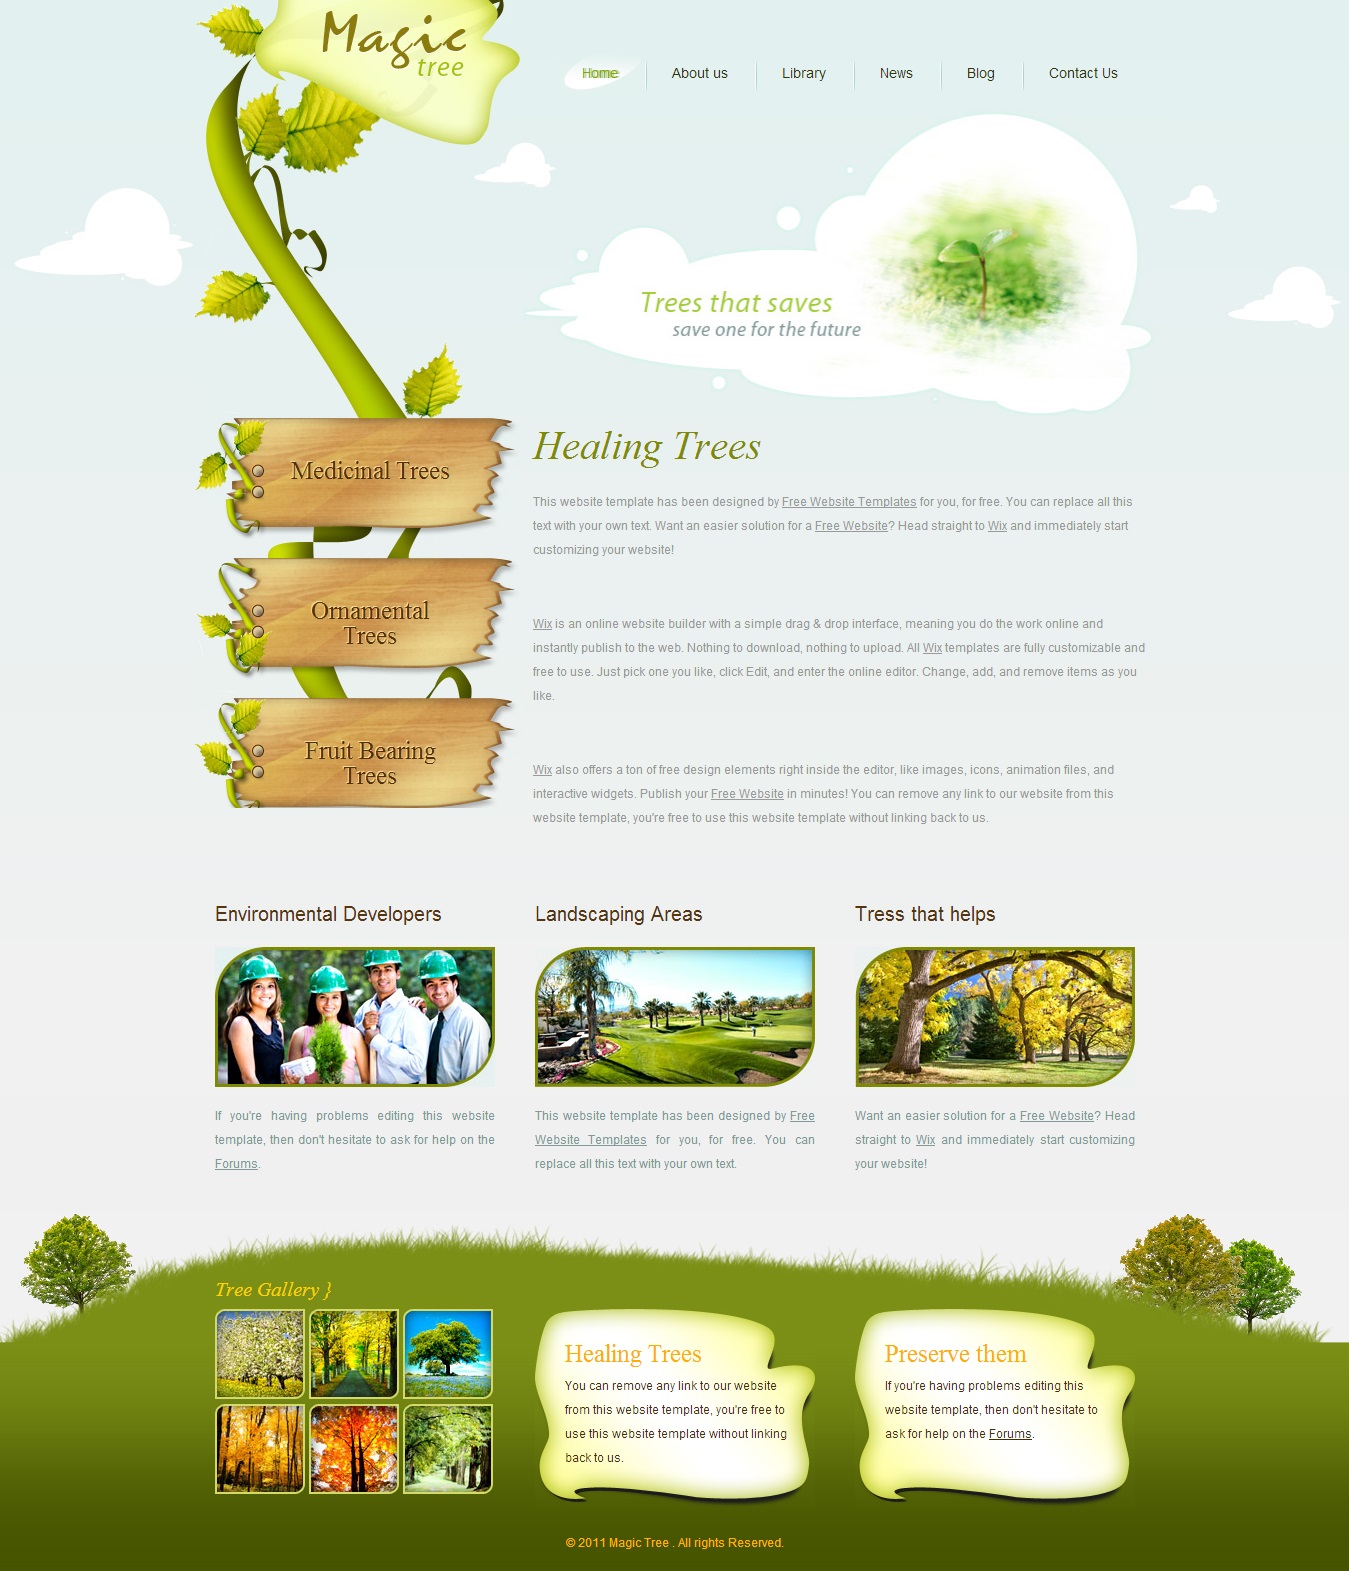 Magic
tree
Home
About us
Library
News
Blog
Contact Us
Trees that saves
save one for the future
Medicinal Trees
Ornamental
Trees
Fruit Bearing
Trees
Healing Trees
This website template has been designed by Free Website Templates for you, for free. You can replace all this
text with your own text. Want an easier solution for a Free Website? Head straight to Wix and immediately start
customizing your website!
Wix is an online website builder with a simple drag & drop interface, meaning you do the work online and
instantly publish to the web. Nothing to download, nothing to upload. All Wix templates are fully customizable and
free to use. Just pick one you like, click Edit, and enter the online editor. Change, add, and remove items as you
like.
Wix also offers a ton of free design elements right inside the editor, like images, icons, animation files, and
interactive widgets. Publish your Free Website in minutes! You can remove any link to our website from this
website template, you're free to use this website template without linking back to us.
Environmental Developers
If you're having problems editing this website
template, then don't hesitate to ask for help on the
Forums.
Landscaping Areas
This website template has been designed by Free
Website Templates for you, for free. You can
replace all this text with your own text.
Tress that helps
Want an easier solution for a Free Website? Head
straight to Wix and immediately start customizing
your website!
Tree Gallery }
Healing Trees
You can remove any link to our website
from this website template, you're free to
use this website template without linking
back to us.
Preserve them
If you're having problems editing this
website template, then don't hesitate to
ask for help on the Forums.
© 2011 Magic Tree . All rights Reserved.